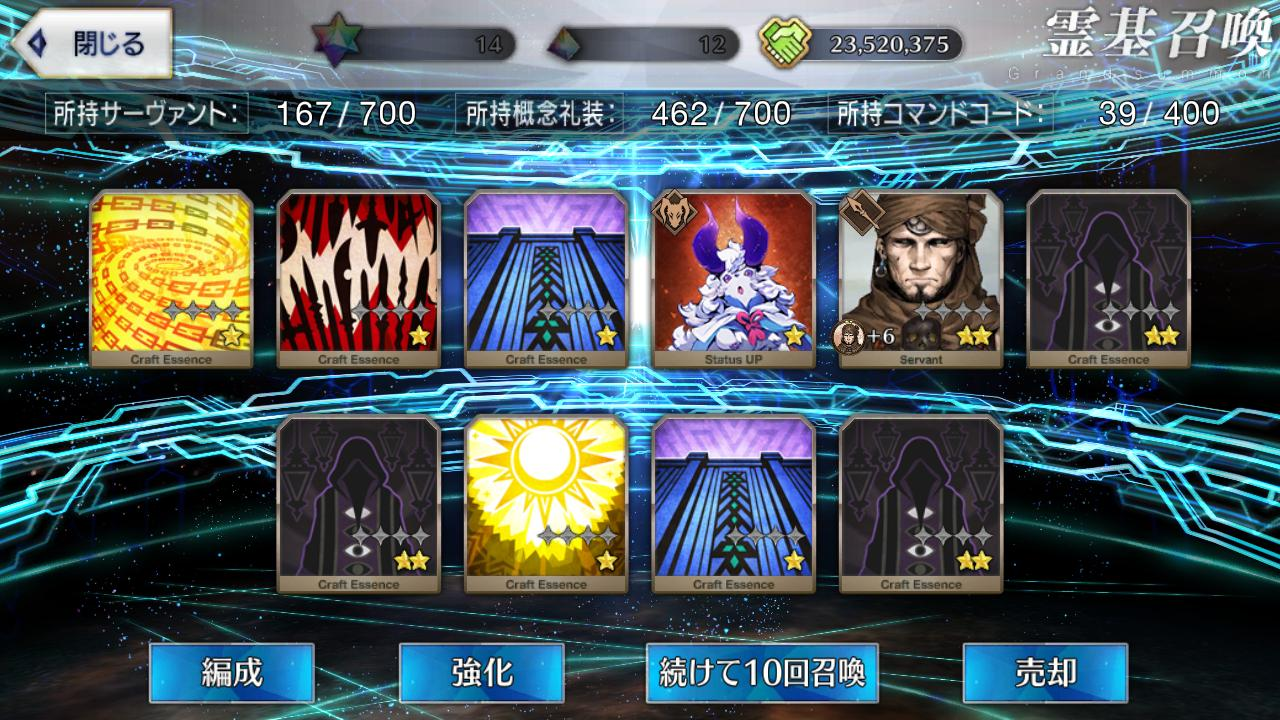 閉じる
14
12
23,520,375
霊基召喚
Grand summon
所持サーヴァント: 167 / 700
所持概念礼装: 462 / 700
所持コマンドコード: 39 / 400
Craft Essence
Craft Essence
Craft Essence
Status UP
+6
Servant
Craft Essence
Craft Essence
Craft Essence
Craft Essence
Craft Essence
編成
強化
続けて10回召喚
売却